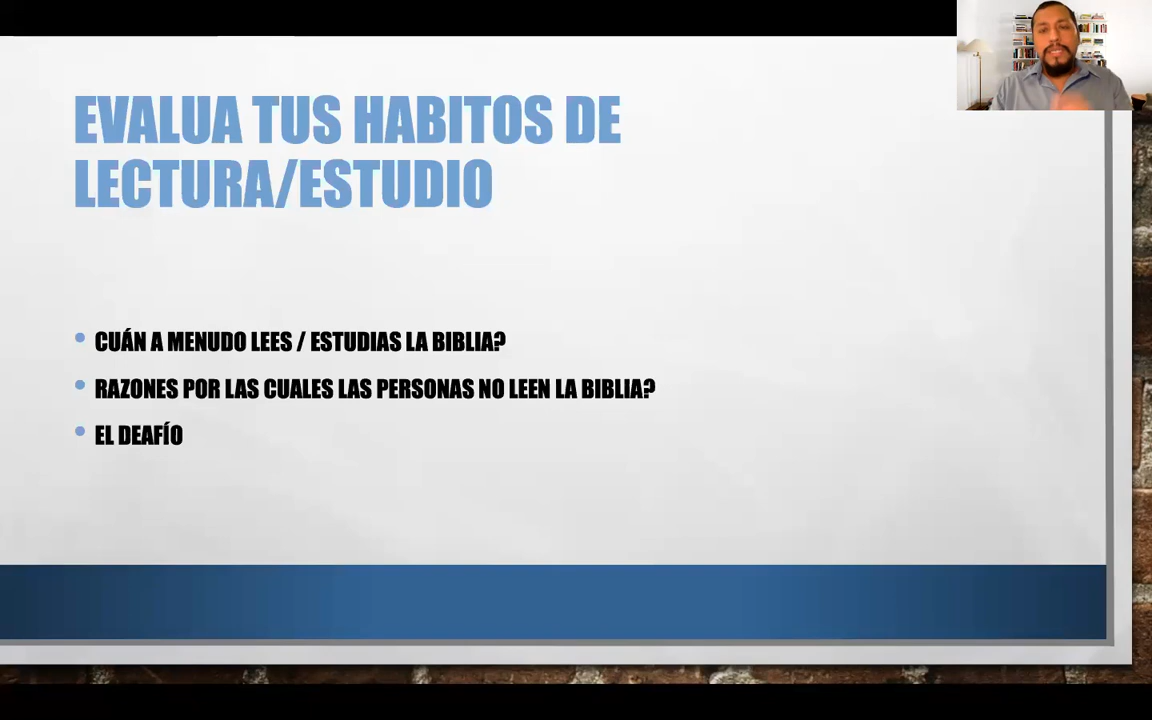 EVALUA TUS HABITOS DE
LECTURA/ESTUDIO
• CUÁN A MENUDO LEES / ESTUDIAS LA BIBLIA?
• RAZONES POR LAS CUALES LAS PERSONAS NO LEEN LA BIBLIA?
• EL DEAFÍO